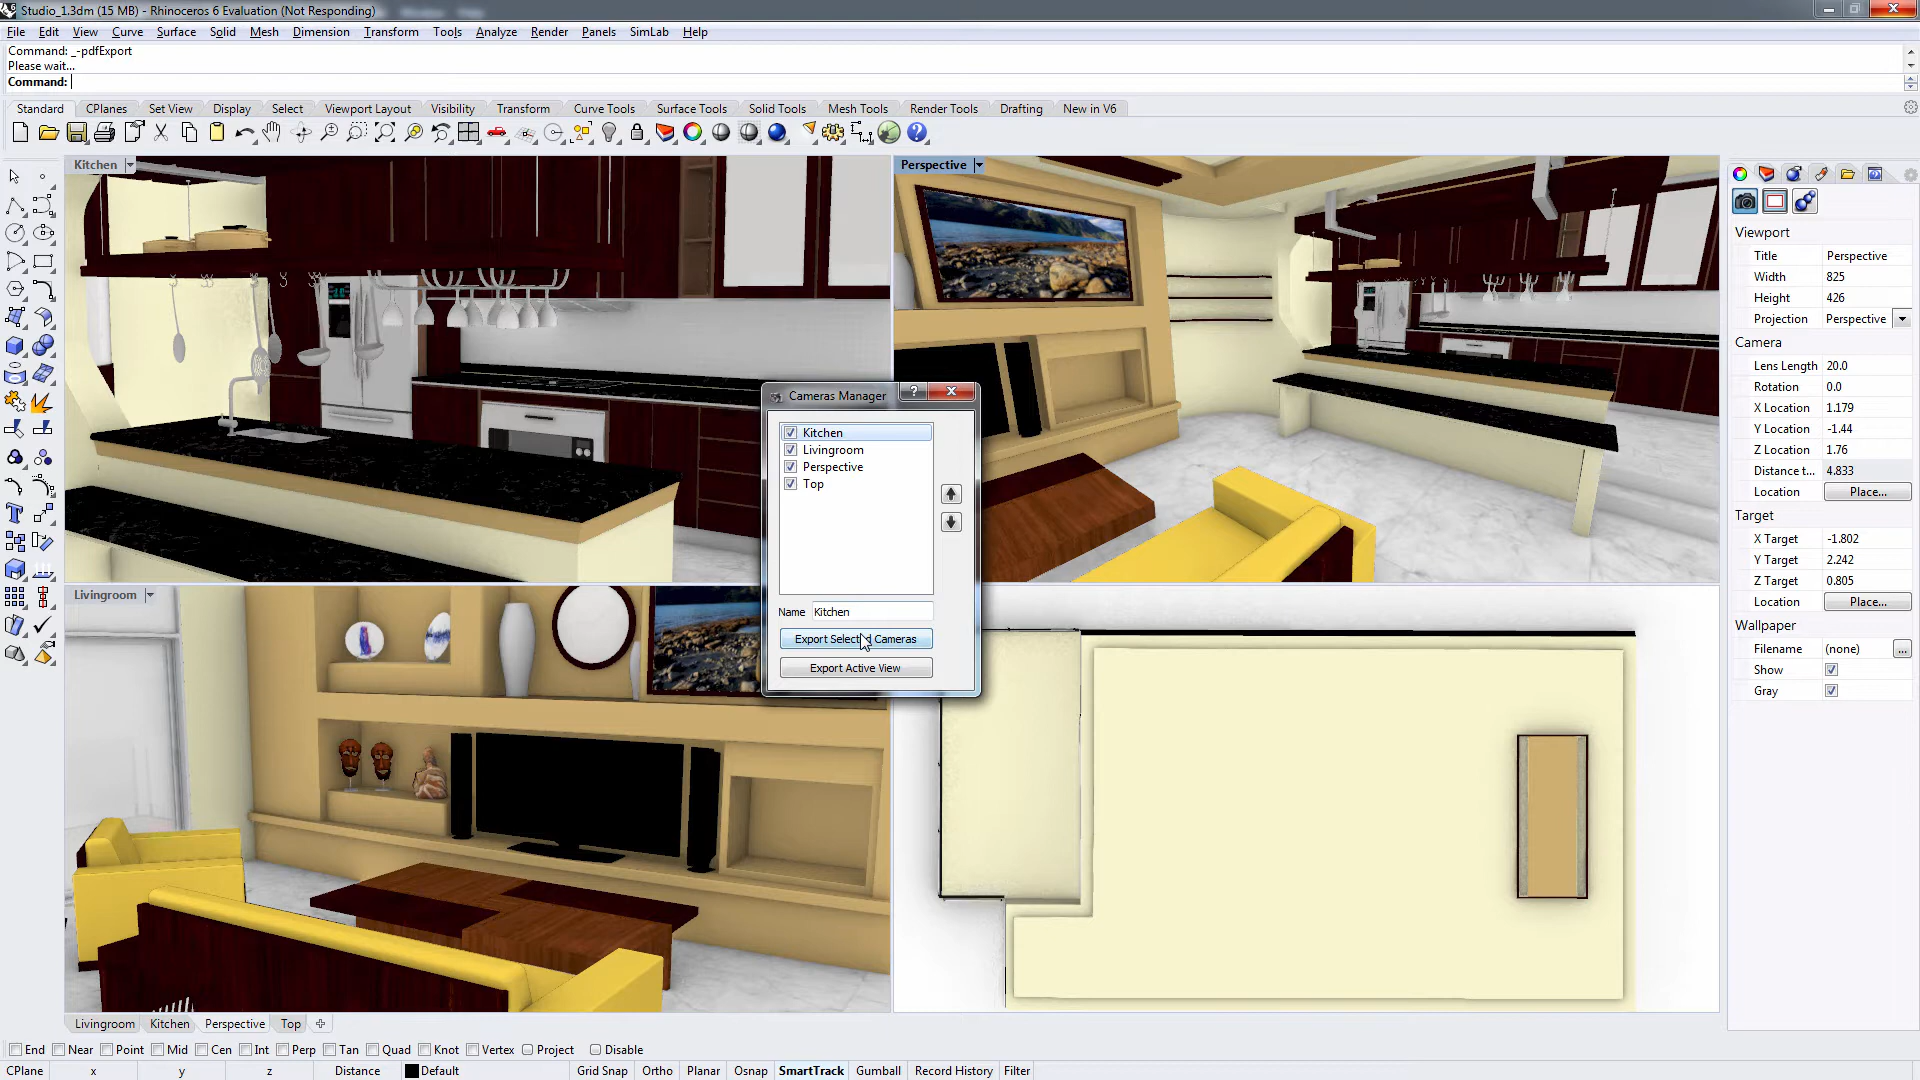 Studio_1.3dm (15 MB) - Rhinoceros 6 Evaluation (Not Responding)
File Edit View Curve Surface Solid Mesh Dimension Transform Tools Analyze Render Panels SimLab Help
Command: _-pdfExport
Please wait...
Command:
Standard CPlanes Set View Display Select Viewport Layout Visibility Transform Curve Tools Surface Tools Solid Tools Mesh Tools Render Tools Drafting New in V6
Kitchen
Perspective
Livingroom
Cameras Manager
Kitchen
Livingroom
Perspective
Top
Name Kitchen
Export Selected Cameras
Export Active View
Viewport
Title Perspective
Width 825
Height 426
Projection Perspective
Camera
Lens Length 20.0
Rotation 0.0
X Location 1.179
Y Location -1.44
Z Location 1.76
Distance t... 4.833
Location Place...
Target
X Target -1.802
Y Target 2.242
Z Target 0.805
Location Place...
Wallpaper
Filename (none) ...
Show
Gray
Livingroom Kitchen Perspective Top
End Near Point Mid Cen Int Perp Tan Quad Knot Vertex Project Disable
CPlane x y z Distance Default Grid Snap Ortho Planar Osnap SmartTrack Gumball Record History Filter